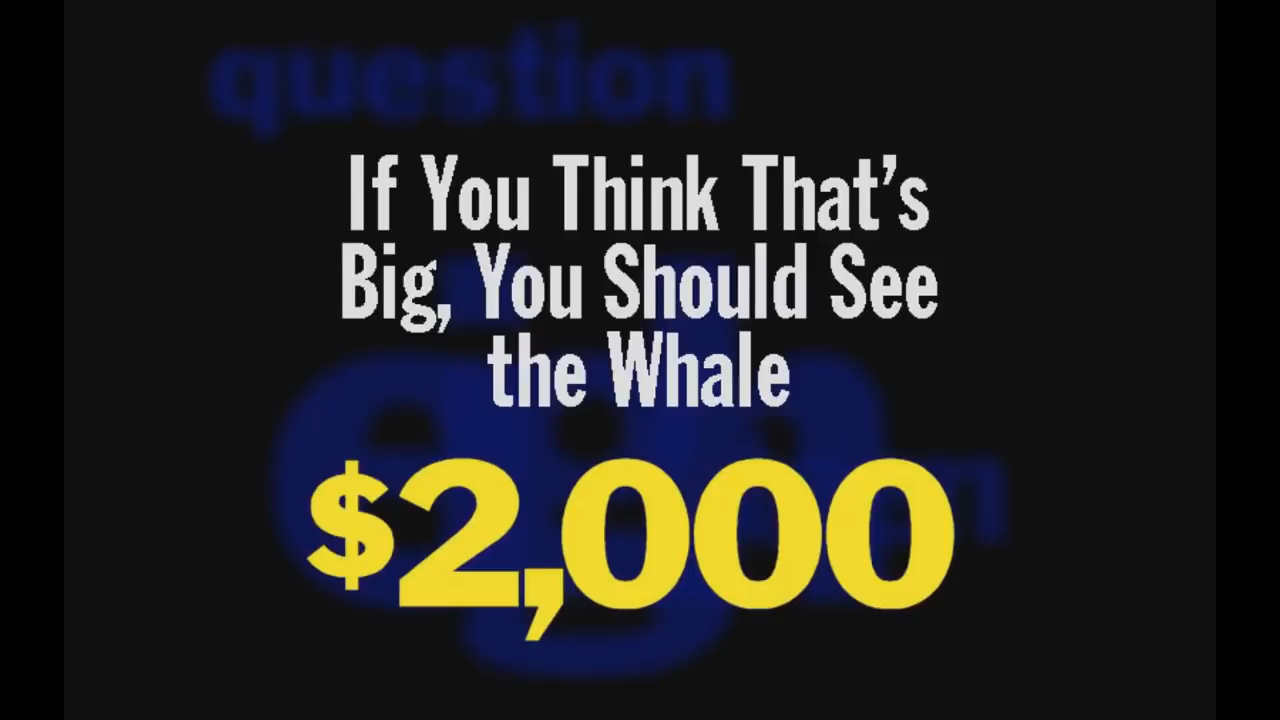 question
If You Think That's
Big, You Should See
the Whale
$2,000